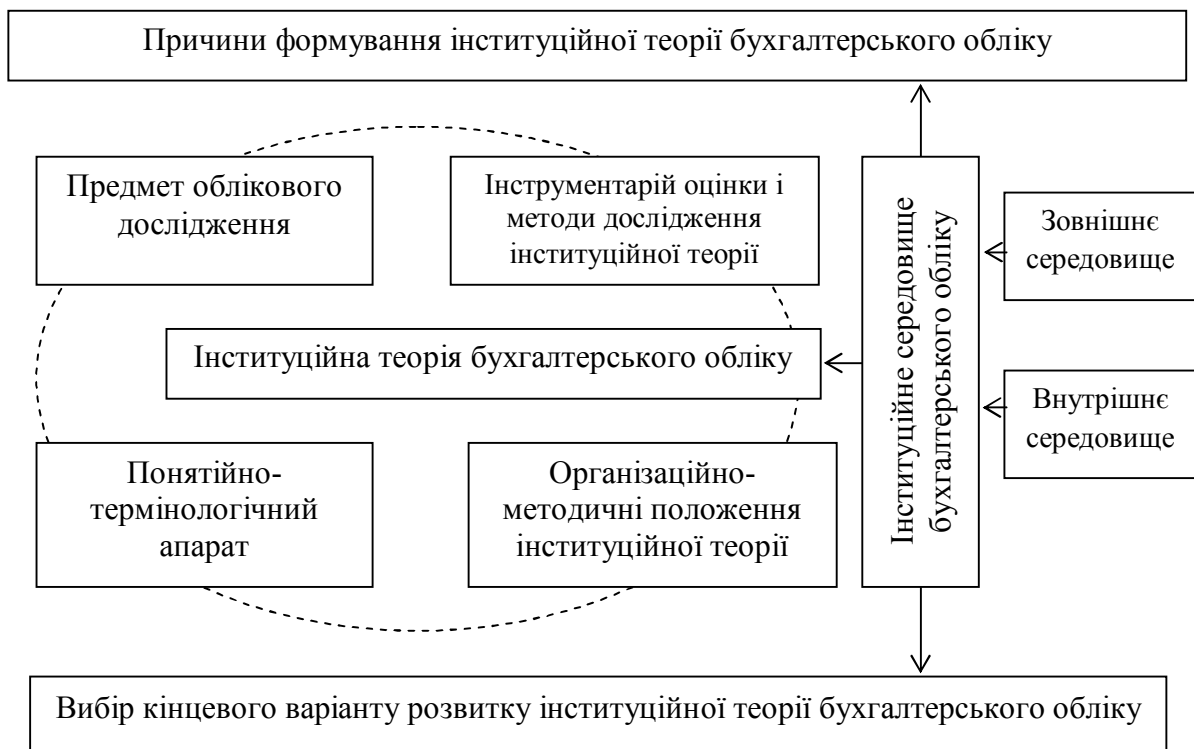 Причини формування інституційної теорії бухгалтерського обліку
Предмет облікового
дослідження
Інструментарій оцінки і
методи дослідження
інституційної теорії
Інституційне середовище
бухгалтерського обліку
Зовнішнє
середовище
Інституційна теорія бухгалтерського обліку
Внутрішнє
середовище
Понятійно-
термінологічний
апарат
Організаційно-
методичні положення
інституційної теорії
Вибір кінцевого варіанту розвитку інституційної теорії бухгалтерського обліку